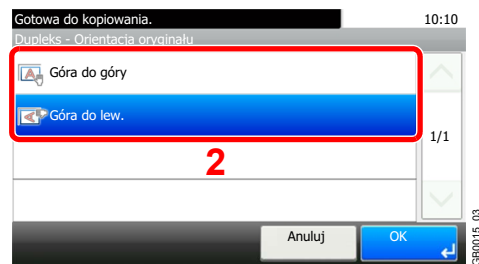 Gotowa do kopiowania. 10:10
Dupleks - Orientacja oryginału
A Góra do góry
A Góra do lew.
1/1
2
Anuluj OK
GB0015_03